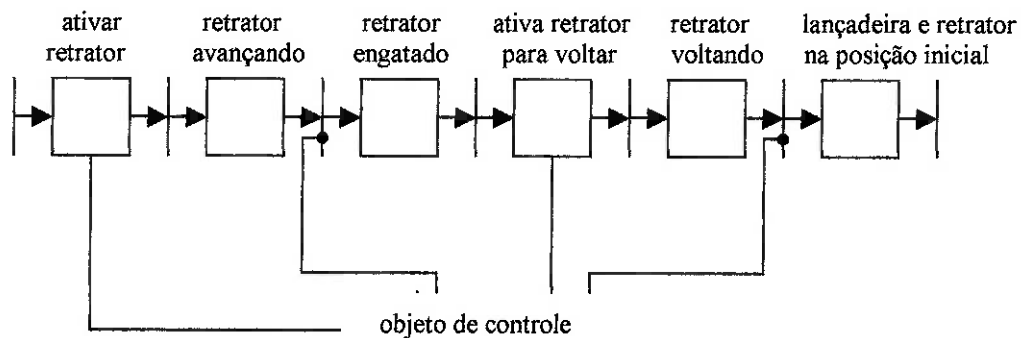 ativar
retrator
retrator
avançando
retrator
engatado
ativa retrator
para voltar
retrator
voltando
lançadeira e retrator
na posição inicial
objeto de controle